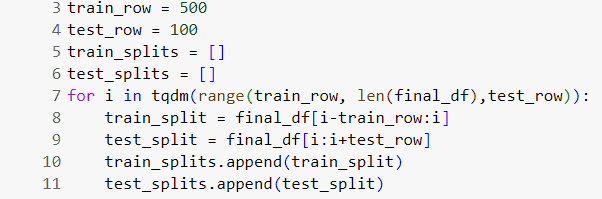 3 train_row = 500
4 test_row = 100
5 train_splits = []
6 test_splits = []
7 for i in tqdm(range(train_row, len(final_df),test_row)):
8     train_split = final_df[i-train_row:i]
9     test_split = final_df[i:i+test_row]
10     train_splits.append(train_split)
11     test_splits.append(test_split)